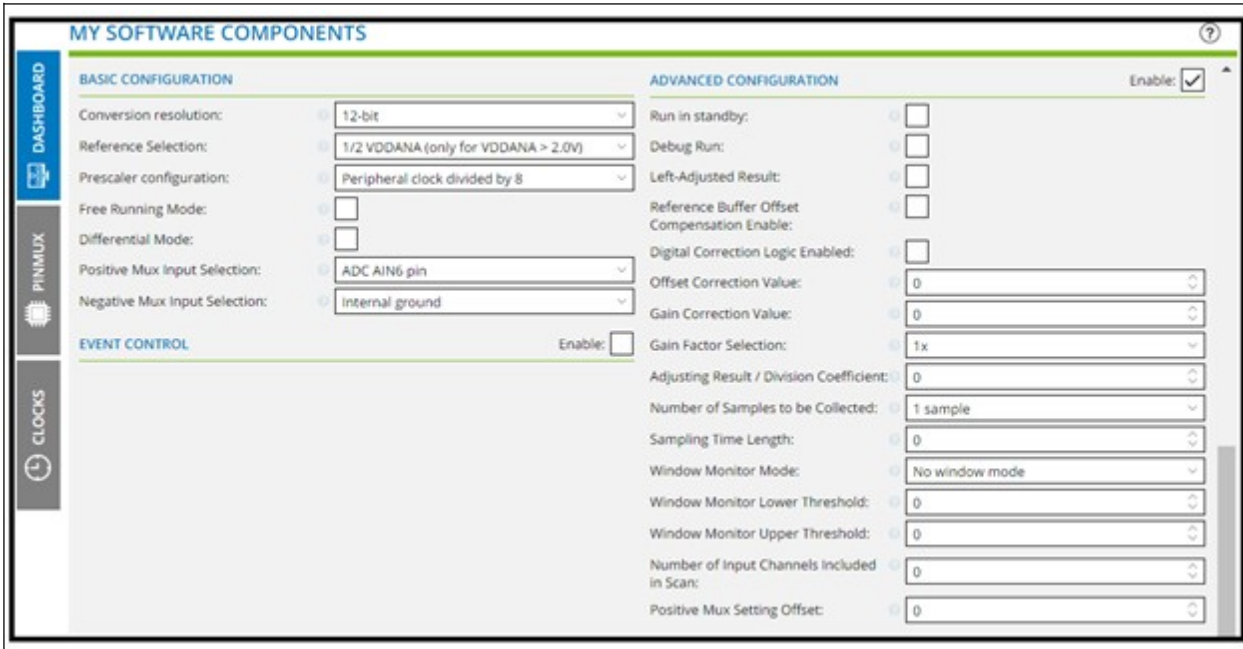 MY SOFTWARE COMPONENTS
?
DASHBOARD
PINMUX
CLOCKS
BASIC CONFIGURATION
Conversion resolution: 12-bit
Reference Selection: 1/2 VDDANA (only for VDDANA > 2.0V)
Prescaler configuration: Peripheral clock divided by 8
Free Running Mode:
Differential Mode:
Positive Mux Input Selection: ADC AIN6 pin
Negative Mux Input Selection: Internal ground
EVENT CONTROL Enable:
ADVANCED CONFIGURATION Enable:
Run in standby:
Debug Run:
Left-Adjusted Result:
Reference Buffer Offset
Compensation Enable:
Digital Correction Logic Enabled:
Offset Correction Value: 0
Gain Correction Value: 0
Gain Factor Selection: 1x
Adjusting Result / Division Coefficient: 0
Number of Samples to be Collected: 1 sample
Sampling Time Length: 0
Window Monitor Mode: No window mode
Window Monitor Lower Threshold: 0
Window Monitor Upper Threshold: 0
Number of Input Channels Included
in Scan: 0
Positive Mux Setting Offset: 0